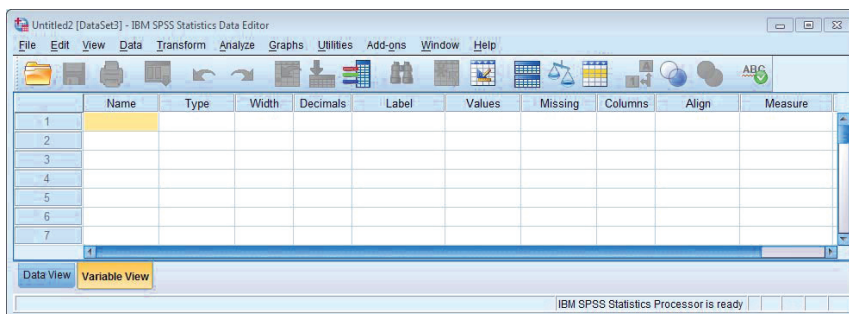 Untitled2 [DataSet3] - IBM SPSS Statistics Data Editor
File Edit View Data Transform Analyze Graphs Utilities Add-ons Window Help
A
1 4
ABC
Name Type Width Decimals Label Values Missing Columns Align Measure
1
2
3
4
5
6
7
Data View Variable View
IBM SPSS Statistics Processor is ready